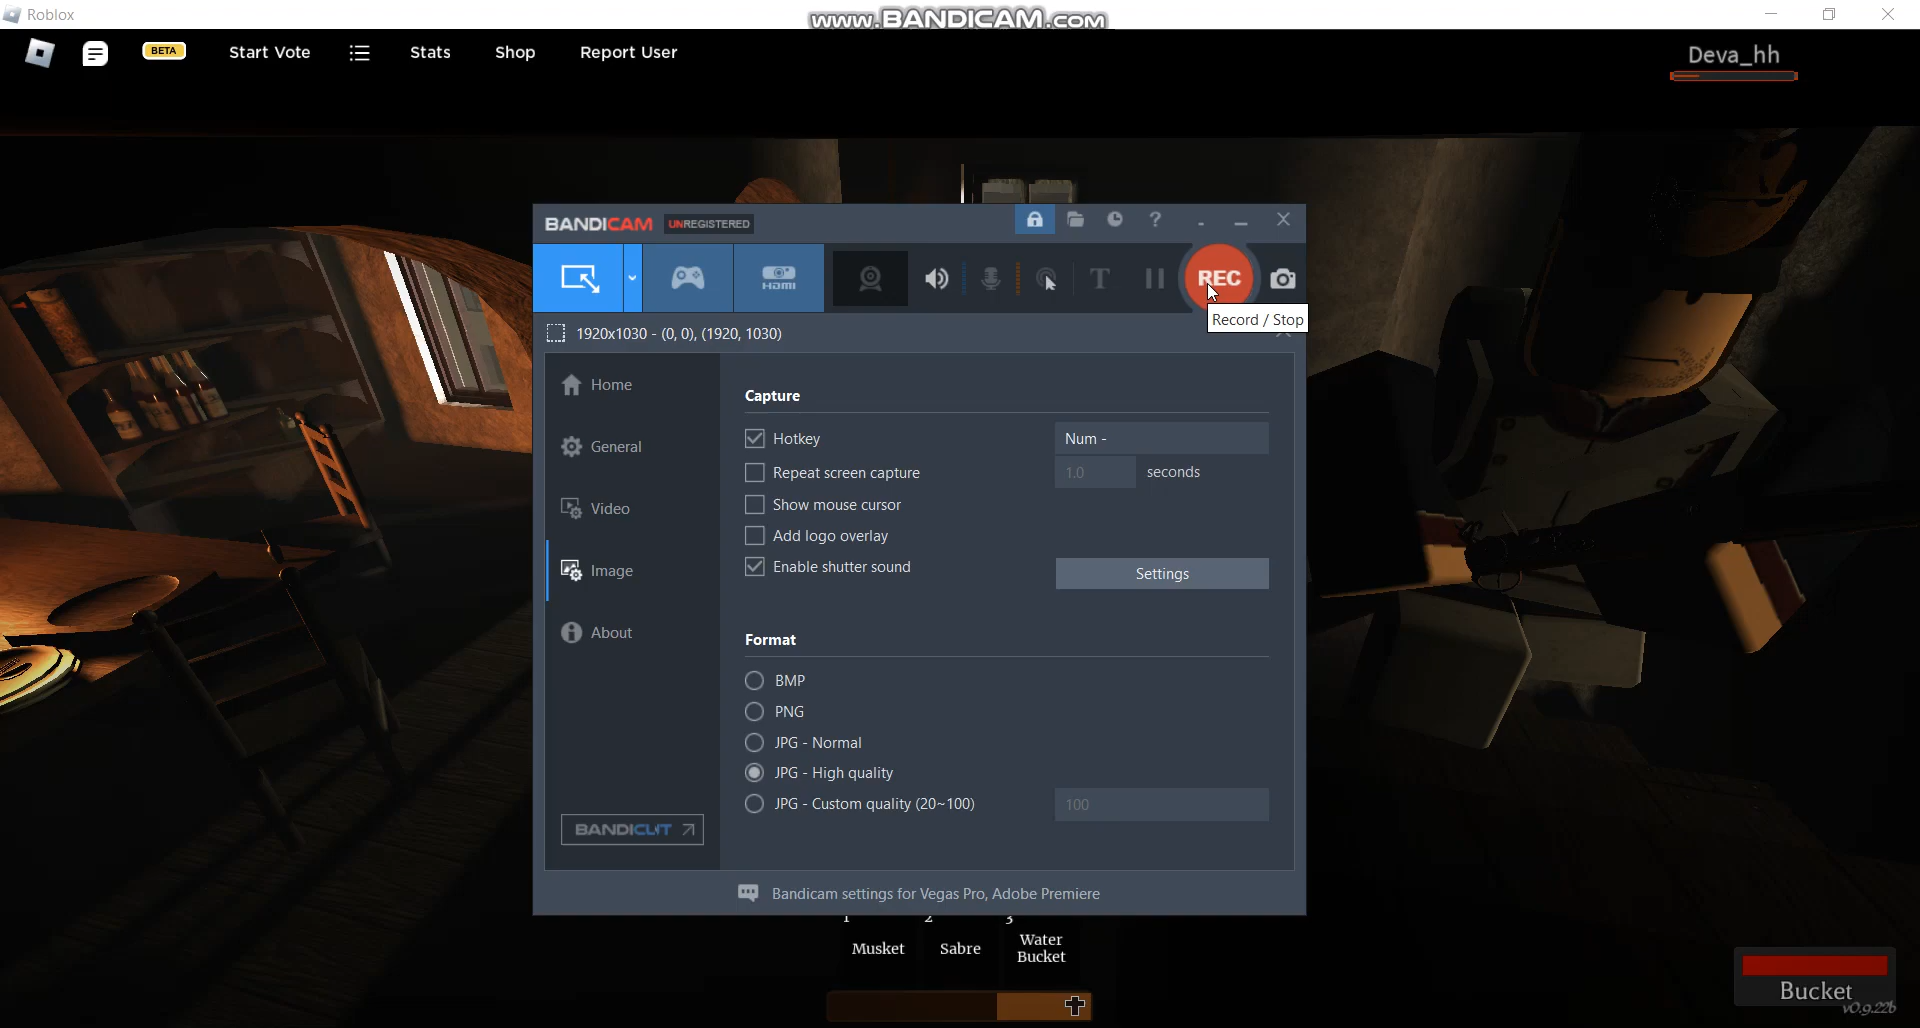 Roblox
www.BANDICAM.com
BETA
Start Vote
Stats
Shop
Report User
Deva_hh
BANDICAM UNREGISTERED
?
HDMI
T
REC
Record / Stop
1920x1030 - (0, 0), (1920, 1030)
Home
General
Video
Image
About
BANDICUT
Capture
Hotkey
Num -
Repeat screen capture
1.0
seconds
Show mouse cursor
Add logo overlay
Enable shutter sound
Settings
Format
BMP
PNG
JPG - Normal
JPG - High quality
JPG - Custom quality (20~100)
100
Bandicam settings for Vegas Pro, Adobe Premiere
1
2
3
Musket
Sabre
Water
Bucket
Bucket
v0.9.22b